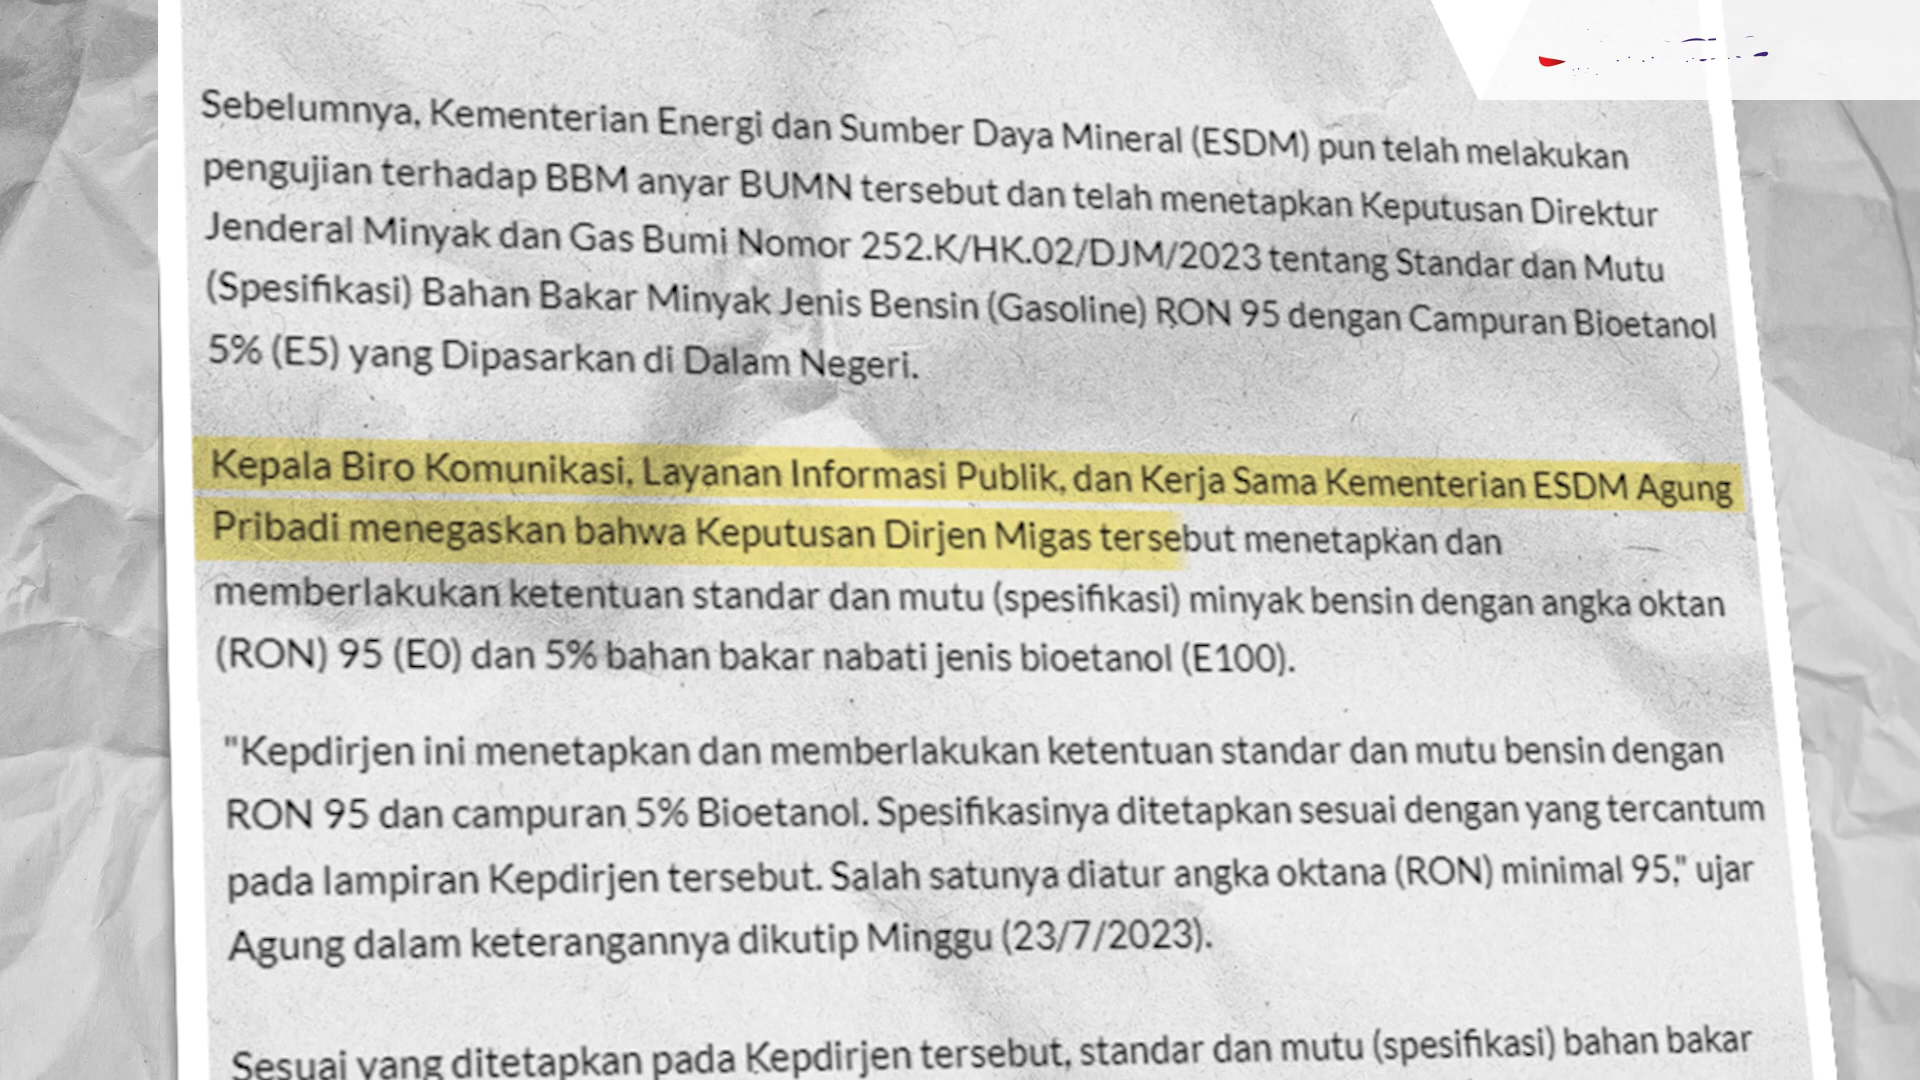 Sebelumnya, Kementerian Energi dan Sumber Daya Mineral (ESDM) pun telah melakukan
pengujian terhadap BBM anyar BUMN tersebut dan telah menetapkan Keputusan Direktur
Jenderal Minyak dan Gas Bumi Nomor 252.K/HK.02/DJM/2023 tentang Standar dan Mutu
(Spesifikasi) Bahan Bakar Minyak Jenis Bensin (Gasoline) RON 95 dengan Campuran Bioetanol
5% (E5) yang Dipasarkan di Dalam Negeri.
Kepala Biro Komunikasi, Layanan Informasi Publik, dan Kerja Sama Kementerian ESDM Agung
Pribadi menegaskan bahwa Keputusan Dirjen Migas tersebut menetapkan dan
memberlakukan ketentuan standar dan mutu (spesifikasi) minyak bensin dengan angka oktan
(RON) 95 (E0) dan 5% bahan bakar nabati jenis bioetanol (E100).
"Kepdirjen ini menetapkan dan memberlakukan ketentuan standar dan mutu bensin dengan
RON 95 dan campuran 5% Bioetanol. Spesifikasinya ditetapkan sesuai dengan yang tercantum
pada lampiran Kepdirjen tersebut. Salah satunya diatur angka oktana (RON) minimal 95," ujar
Agung dalam keterangannya dikutip Minggu (23/7/2023).
Sesuai yang ditetapkan pada Kepdirjen tersebut, standar dan mutu (spesifikasi) bahan bakar